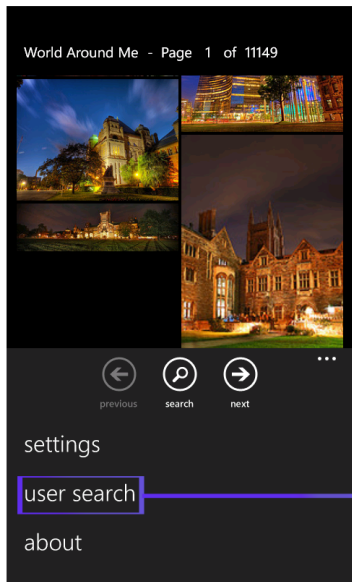 World Around Me - Page 1 of 11149
previous search next
settings
user search
about